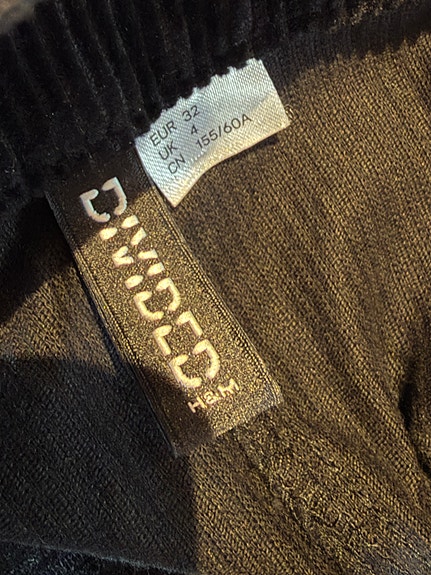 EUR 32
UK 4
CN 155/60A
DIVIDED
H&M